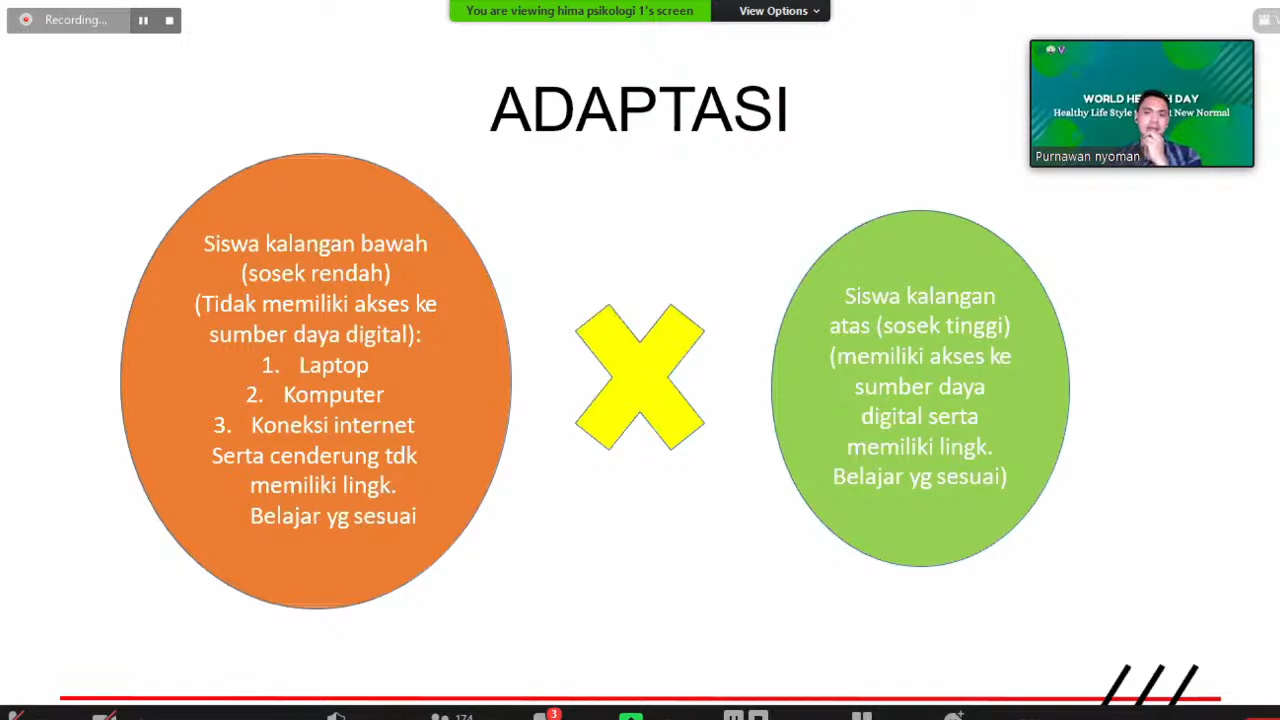 Recording...
You are viewing hima psikologi 1's screen
View Options
ADAPTASI
WORLD HE H DAY
Healthy Life Style t New Normal
Purnawan nyoman
Siswa kalangan bawah
(sosek rendah)
(Tidak memiliki akses ke
sumber daya digital):
1. Laptop
2. Komputer
3. Koneksi internet
Serta cenderung tdk
memiliki lingk.
Belajar yg sesuai
Siswa kalangan
atas (sosek tinggi)
(memiliki akses ke
sumber daya
digital serta
memiliki lingk.
Belajar yg sesuai)
174
3